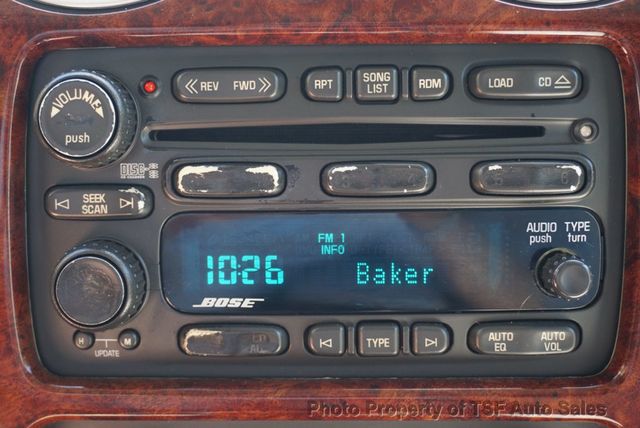 VOLUME
push
REV FWD
RPT
SONG LIST
RDM
LOAD CD
DISC
SEEK
SCAN
FM 1
INFO
10:26 Baker
BOSE
AUDIO TYPE
push turn
H M
UPDATE
TYPE
AUTO EQ
AUTO VOL
Photo Property of TSF Auto Sales